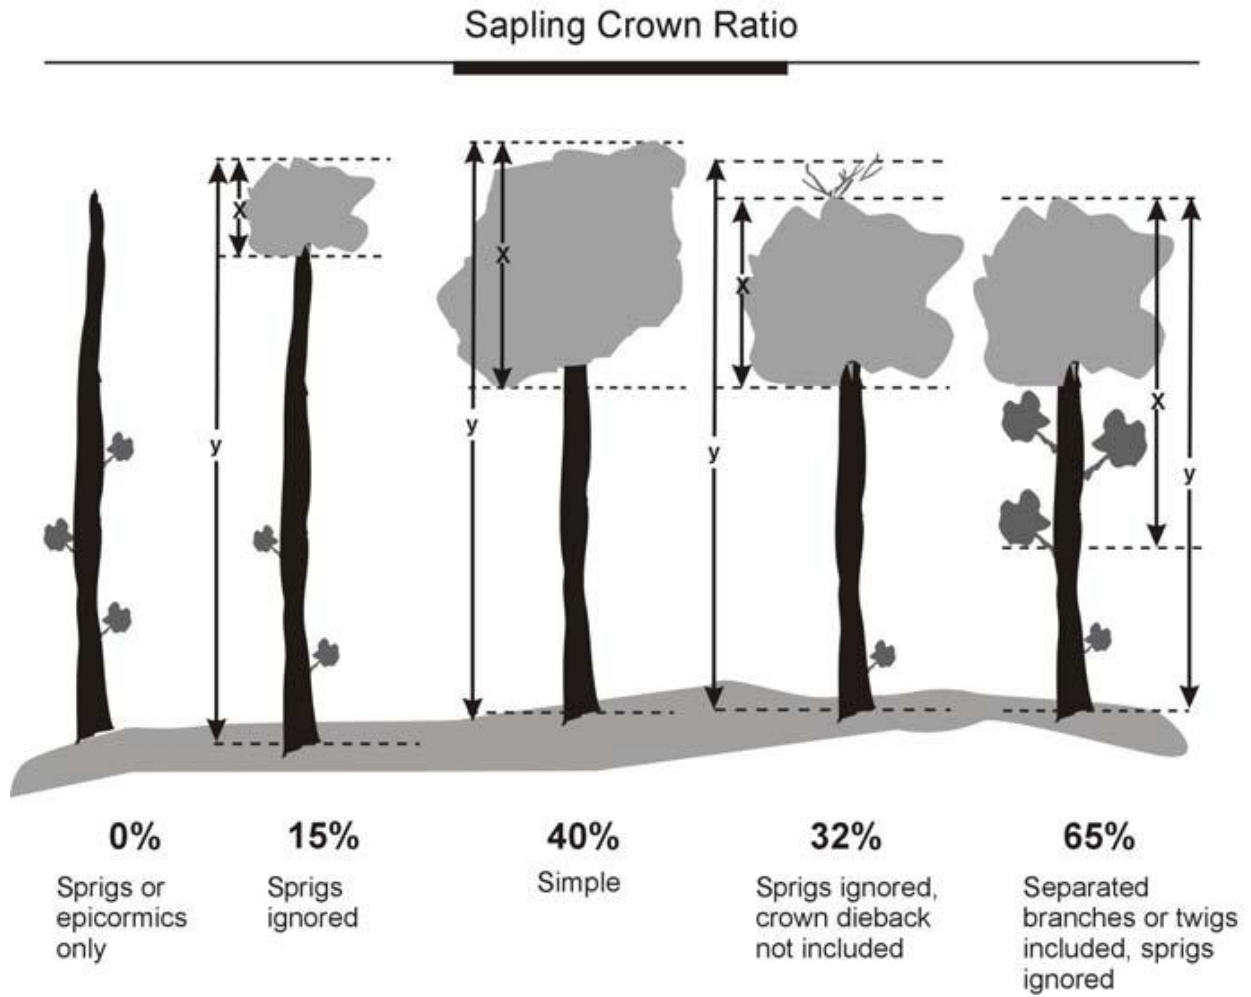 Sapling Crown Ratio
X
y
X
y
X
y
X
y
0%
15%
40%
32%
65%
Sprigs or
epicormics
only
Sprigs
ignored
Simple
Sprigs ignored,
crown dieback
not included
Separated
branches or twigs
included, sprigs
ignored